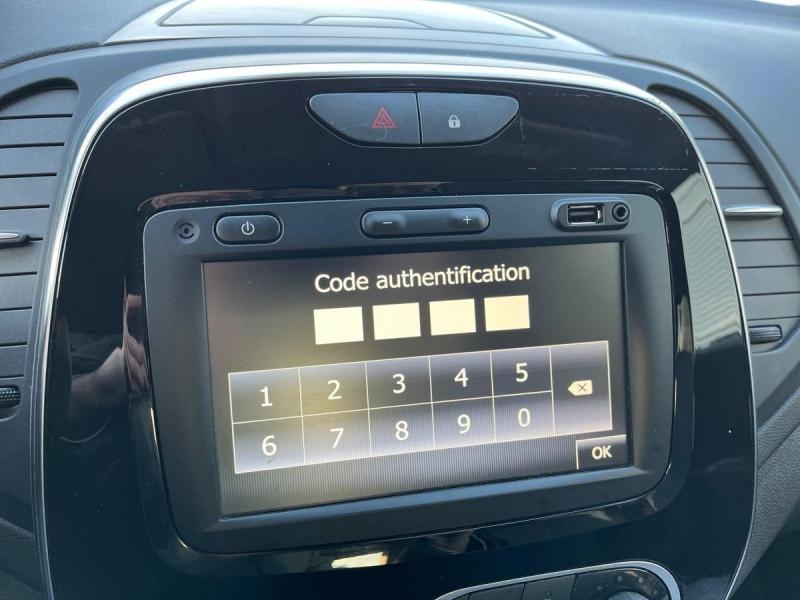 − +
Code authentification
1 2 3 4 5
6 7 8 9 0
OK